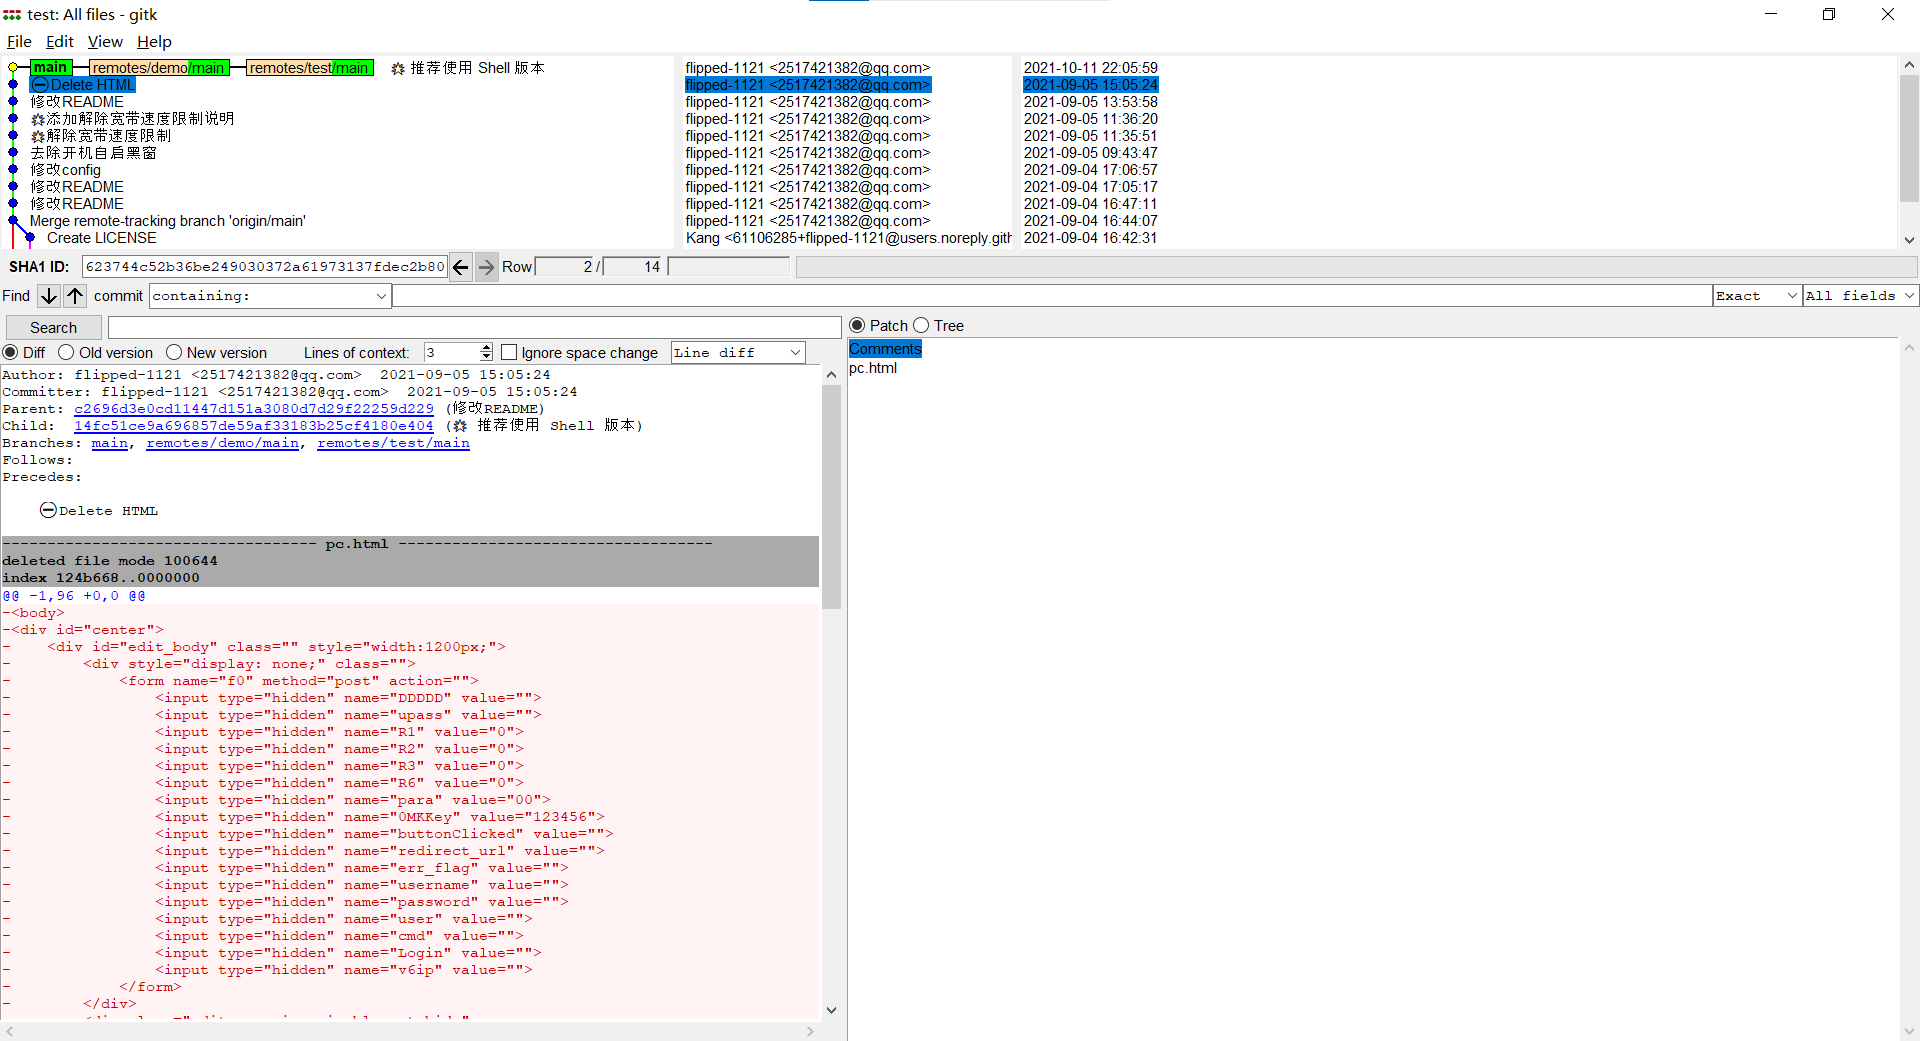 test: All files - gitk
File Edit View Help
main remotes/demo/main remotes/test/main 推荐使用 Shell 版本 flipped-1121 <2517421382@qq.com> 2021-10-11 22:05:59
Delete HTML flipped-1121 <2517421382@qq.com> 2021-09-05 15:05:24
修改README flipped-1121 <2517421382@qq.com> 2021-09-05 13:53:58
添加解除宽带速度限制说明 flipped-1121 <2517421382@qq.com> 2021-09-05 11:36:20
解除宽带速度限制 flipped-1121 <2517421382@qq.com> 2021-09-05 11:35:51
去除开机自启黑窗 flipped-1121 <2517421382@qq.com> 2021-09-05 09:43:47
修改config flipped-1121 <2517421382@qq.com> 2021-09-04 17:06:57
修改README flipped-1121 <2517421382@qq.com> 2021-09-04 17:05:17
修改README flipped-1121 <2517421382@qq.com> 2021-09-04 16:47:11
Merge remote-tracking branch 'origin/main' flipped-1121 <2517421382@qq.com> 2021-09-04 16:44:07
Create LICENSE Kang <61106285+flipped-1121@users.noreply.gith 2021-09-04 16:42:31
SHA1 ID: 623744c52b36be249030372a61973137fdec2b80 Row 2 / 14
Find commit containing: Exact All fields
Search Patch Tree
Diff Old version New version Lines of context: 3 Ignore space change Line diff
Comments
pc.html
Author: flipped-1121 <2517421382@qq.com>  2021-09-05 15:05:24
Committer: flipped-1121 <2517421382@qq.com>  2021-09-05 15:05:24
Parent: c2696d3e0cd11447d151a3080d7d29f22259d229 (修改README)
Child:  14fc51ce9a696857de59af33183b25cf4180e404 (推荐使用 Shell 版本)
Branches: main, remotes/demo/main, remotes/test/main
Follows:
Precedes:
Delete HTML
----------------------------------- pc.html -----------------------------------
deleted file mode 100644
index 124b668..0000000
@@ -1,96 +0,0 @@
-<body>
-<div id="center">
-    <div id="edit_body" class="" style="width:1200px;">
-        <div style="display: none;" class="">
-            <form name="f0" method="post" action="">
-                <input type="hidden" name="DDDDD" value="">
-                <input type="hidden" name="upass" value="">
-                <input type="hidden" name="R1" value="0">
-                <input type="hidden" name="R2" value="0">
-                <input type="hidden" name="R3" value="0">
-                <input type="hidden" name="R6" value="0">
-                <input type="hidden" name="para" value="00">
-                <input type="hidden" name="0MKKey" value="123456">
-                <input type="hidden" name="buttonClicked" value="">
-                <input type="hidden" name="redirect_url" value="">
-                <input type="hidden" name="err_flag" value="">
-                <input type="hidden" name="username" value="">
-                <input type="hidden" name="password" value="">
-                <input type="hidden" name="user" value="">
-                <input type="hidden" name="cmd" value="">
-                <input type="hidden" name="Login" value="">
-                <input type="hidden" name="v6ip" value="">
-            </form>
-        </div>